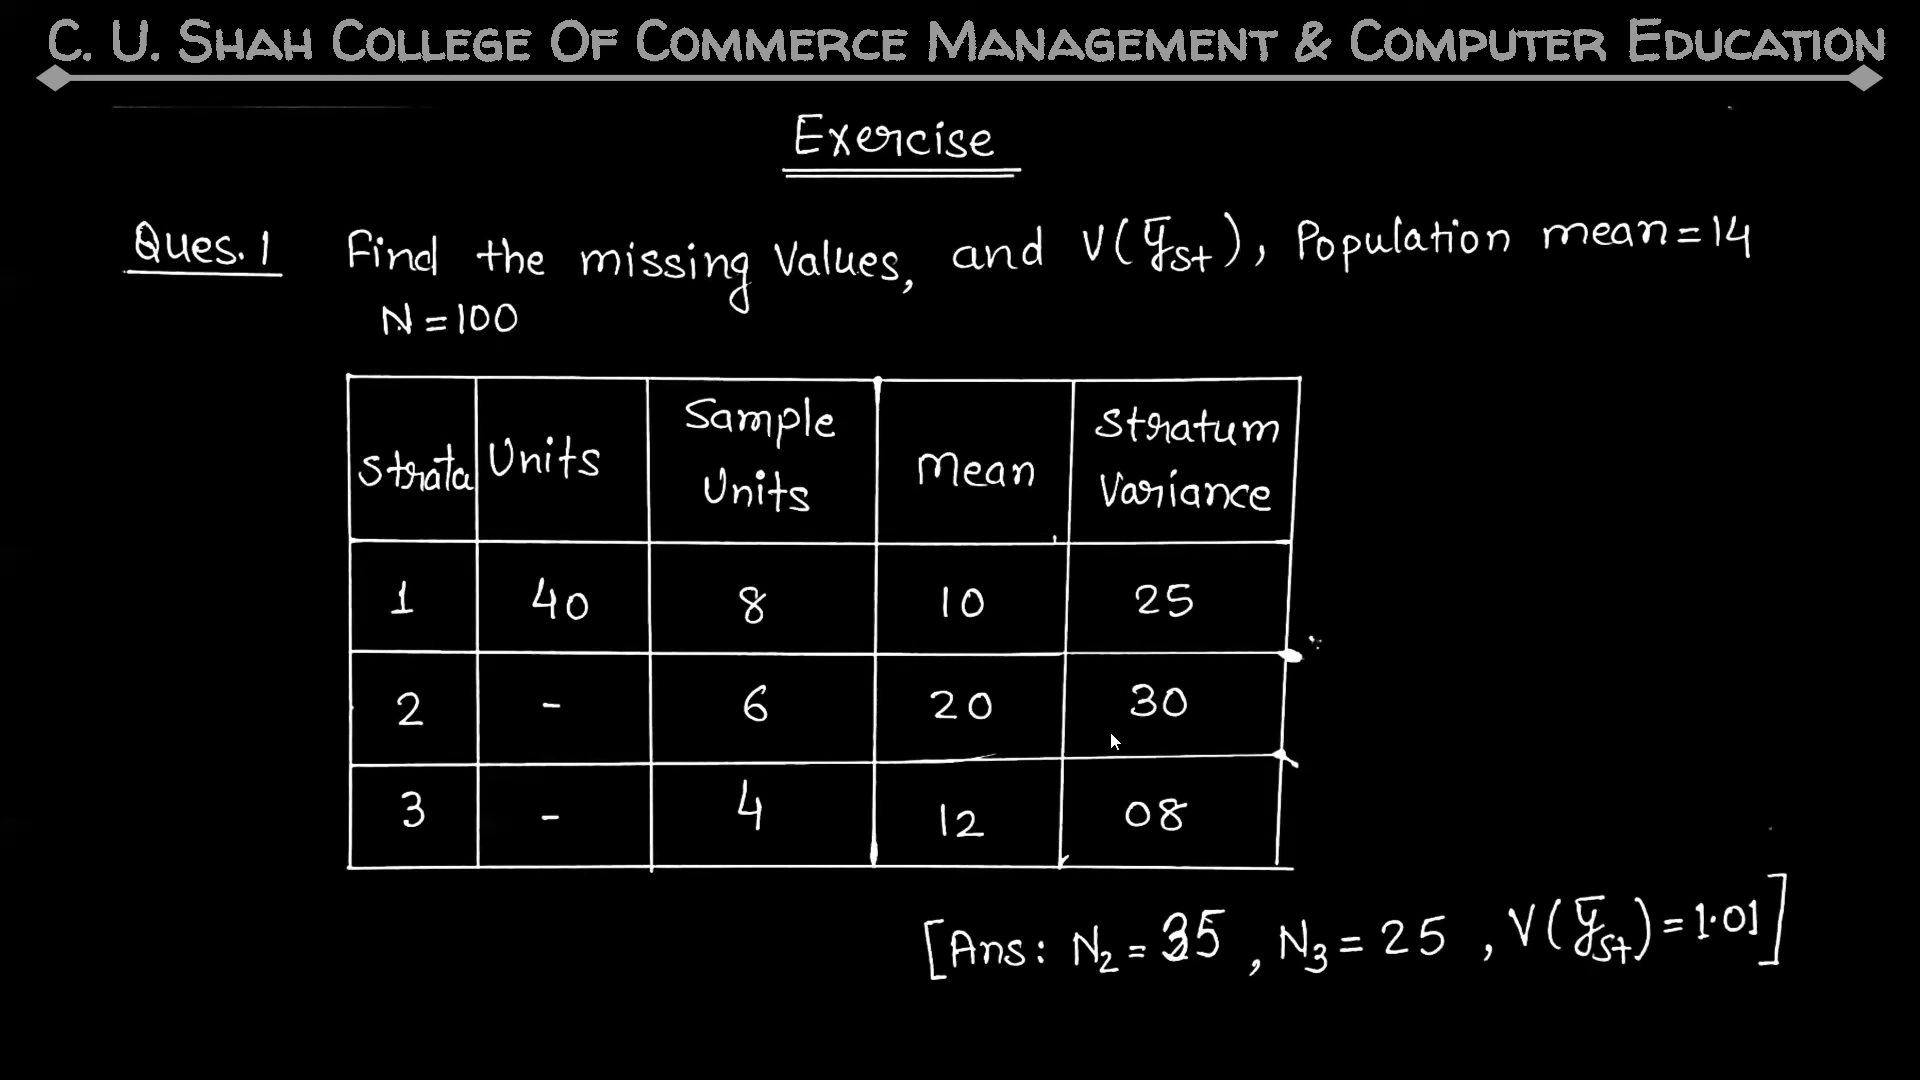 C. U. SHAH COLLEGE OF COMMERCE MANAGEMENT & COMPUTER EDUCATION
Exercise
Ques. 1 Find the missing Values, and V(ȳst), Population mean = 14
N = 100
Strata Units Sample Units Mean Stratum Variance
1 40 8 10 25
2 - 6 20 30
3 - 4 12 08
[Ans: N₂ = 35, N₃ = 25, V(ȳst) = 1.01]